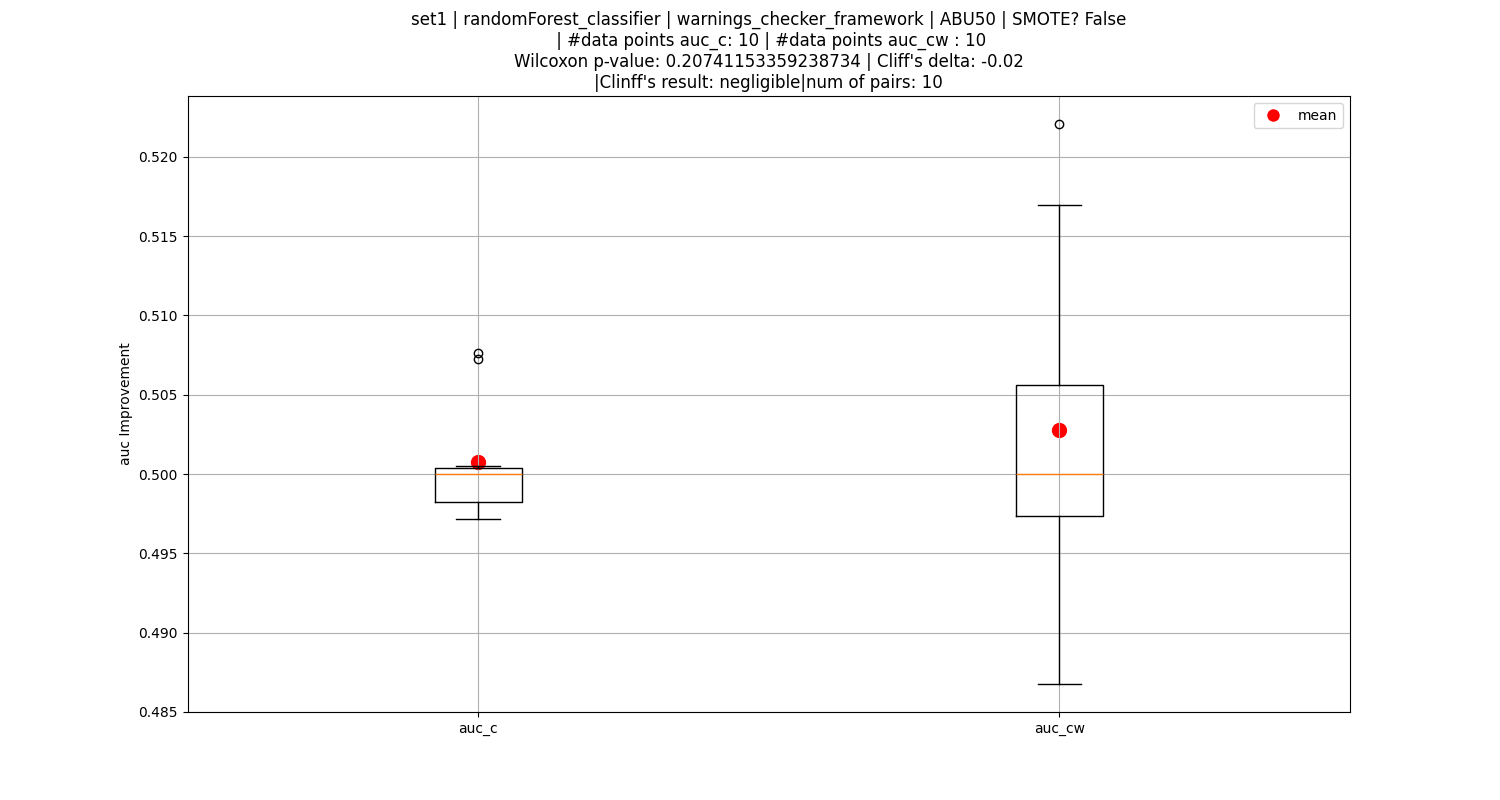 set1 | randomForest_classifier | warnings_checker_framework | ABU50 | SMOTE? False
| #data points auc_c: 10 | #data points auc_cw : 10
Wilcoxon p-value: 0.20741153359238734 | Cliff's delta: -0.02
|Clinff's result: negligible|num of pairs: 10
mean
0.520
0.515
0.510
0.505
0.500
0.495
0.490
0.485
auc Improvement
auc_c
auc_cw